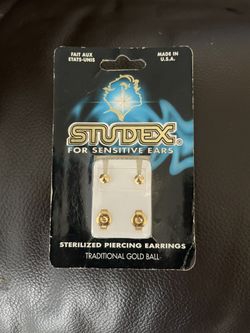 FAIT AUX
ETATS-UNIS
MADE IN
U.S.A.
STUDEX®
FOR SENSITIVE EARS
STERILIZED PIERCING EARRINGS
TRADITIONAL GOLD BALL